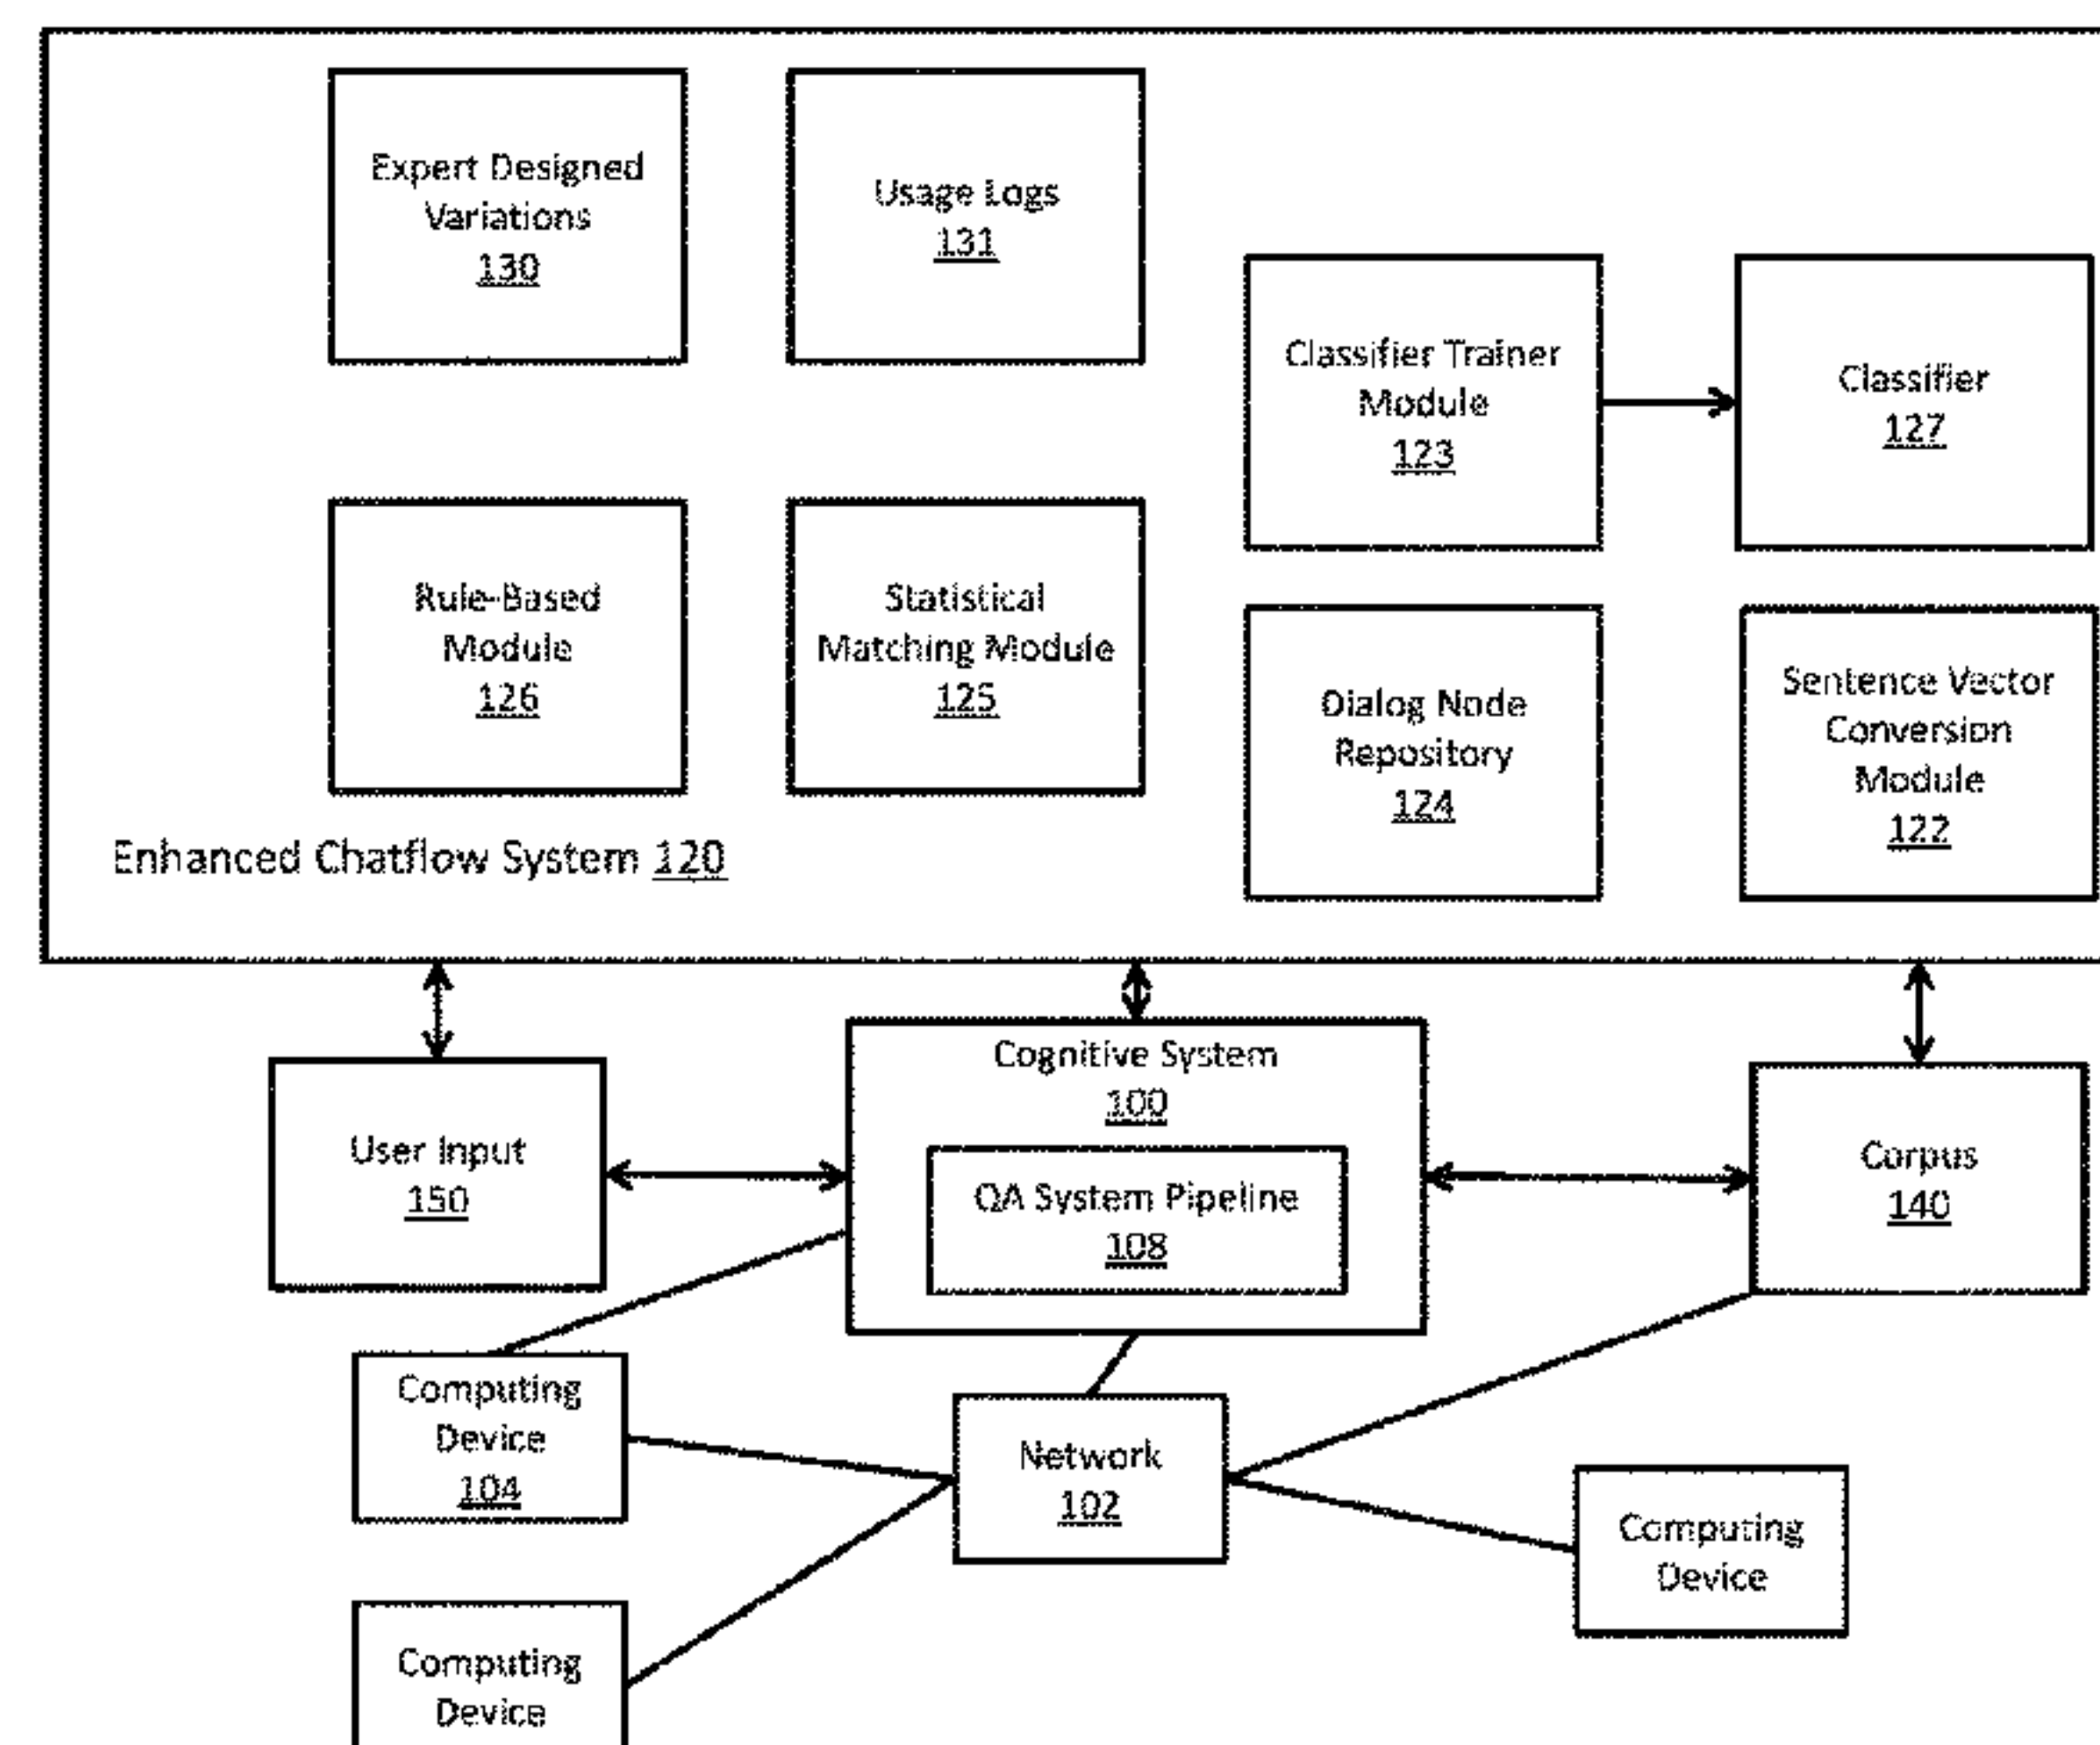 Expert Designed
Variations
130
Usage Logs
131
Classifier Trainer
Module
123
Classifier
127
Rule-Based
Module
126
Statistical
Matching Module
125
Dialog Node
Repository
124
Sentence Vector
Conversion
Module
122
Enhanced Chatflow System 120
User Input
150
Cognitive System
100
QA System Pipeline
108
Corpus
140
Computing
Device
104
Network
102
Computing
Device
Computing
Device